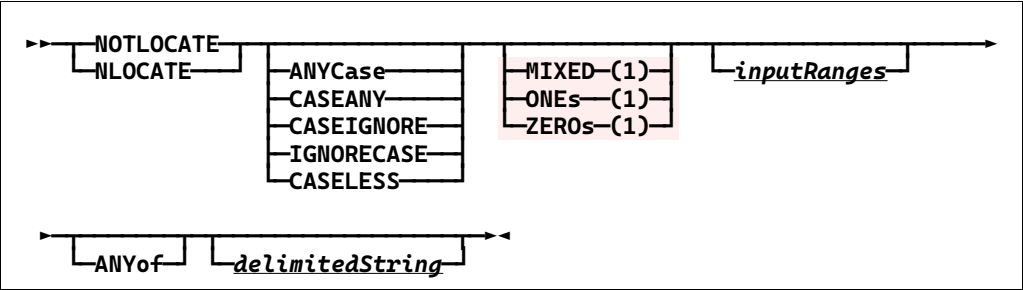 NOTLOCATE
NLOCATE ANYCase MIXED (1) inputRanges
CASEANY ONEs (1)
CASEIGNORE ZEROs (1)
IGNORECASE
CASELESS
ANYof delimitedString